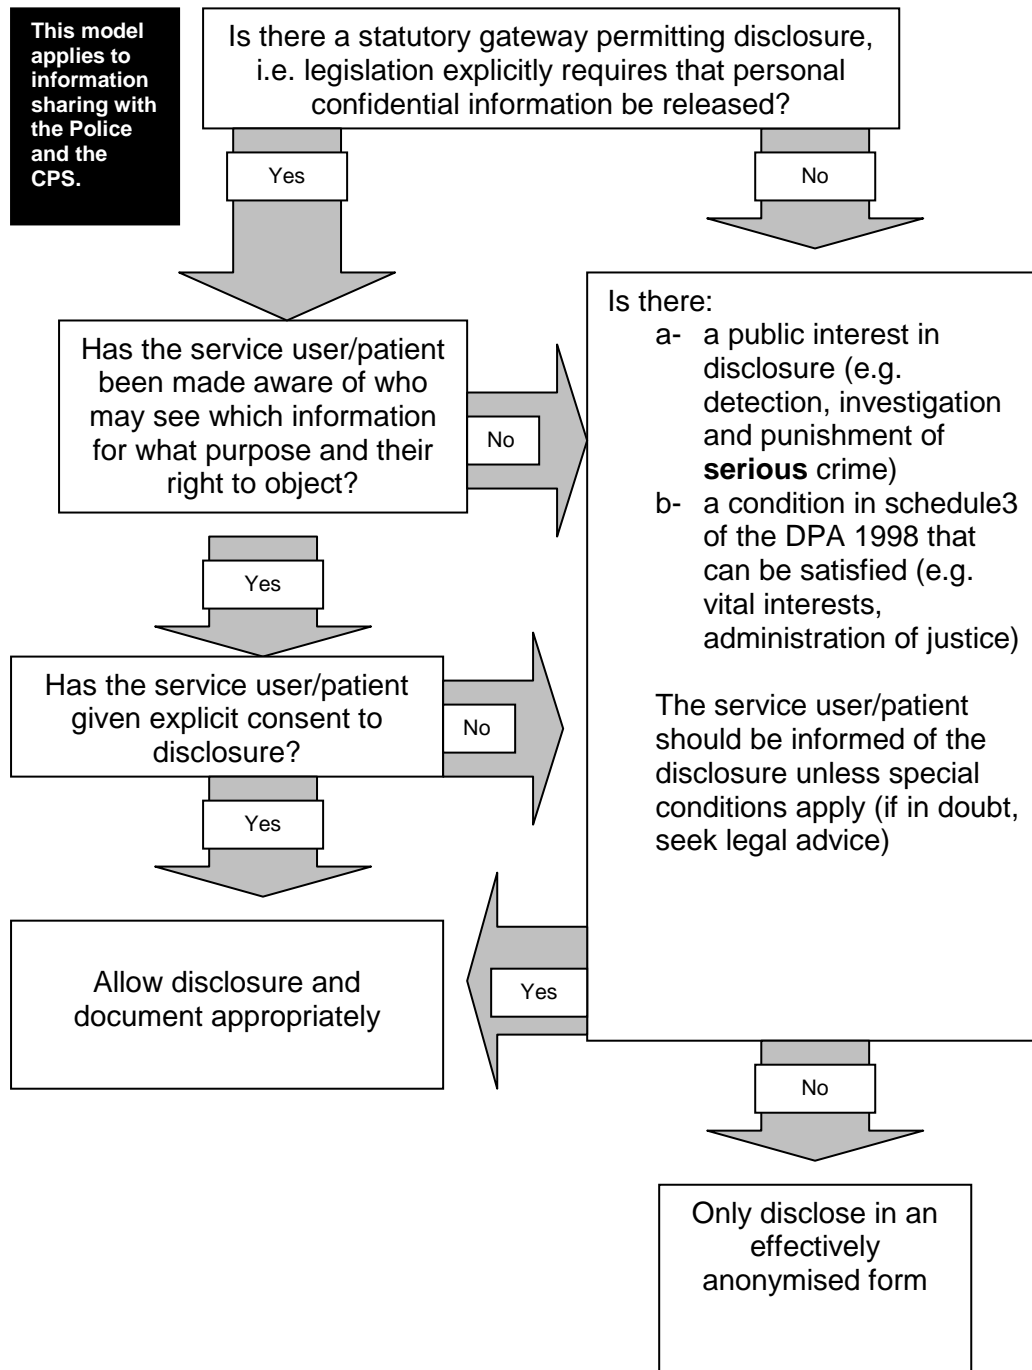 This model
applies to
information
sharing with
the Police
and the
CPS.
Is there a statutory gateway permitting disclosure,
i.e. legislation explicitly requires that personal
confidential information be released?
Yes
No
Has the service user/patient
been made aware of who
may see which information
for what purpose and their
right to object?
No
Is there:
a- a public interest in
disclosure (e.g.
detection, investigation
and punishment of
serious crime)
b- a condition in schedule3
of the DPA 1998 that
can be satisfied (e.g.
vital interests,
administration of justice)
The service user/patient
should be informed of the
disclosure unless special
conditions apply (if in doubt,
seek legal advice)
Yes
Has the service user/patient
given explicit consent to
disclosure?
No
Yes
Allow disclosure and
document appropriately
Yes
No
Only disclose in an
effectively
anonymised form